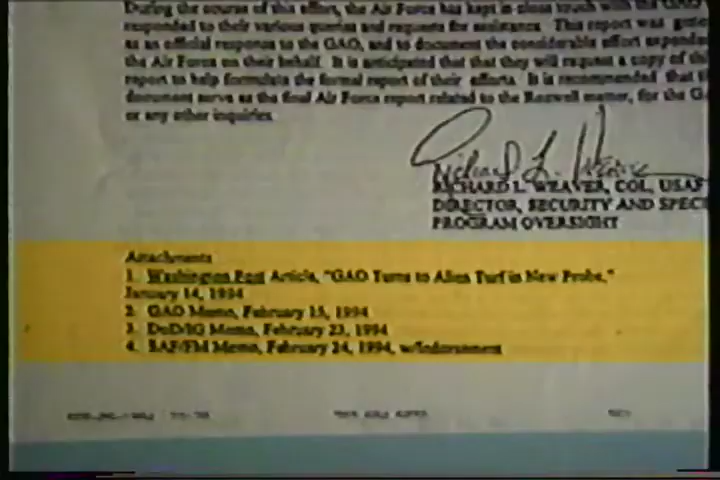 During the course of this effort, the Air Force has kept in close touch with the GAO
responded to their various queries and requests for assistance. This report was gene
as an official response to the GAO, and to document the considerable effort expended
the Air Force on their behalf. It is anticipated that that they will request a copy of thi
report to help formulate the formal report of their efforts. It is recommended that t
document serve as the final Air Force report related to the Roswell matter, for the GA
or any other inquiries.
Richard L. Weaver
RICHARD L. WEAVER, COL, USAF
DIRECTOR, SECURITY AND SPECI
PROGRAM OVERSIGHT
Attachments
1. Washington Post Article, "GAO Turns to Alien Turf in New Probe,"
January 14, 1994
2. GAO Memo, February 15, 1994
3. DoD/IG Memo, February 23, 1994
4. SAF/FM Memo, February 24, 1994, w/Indorsement